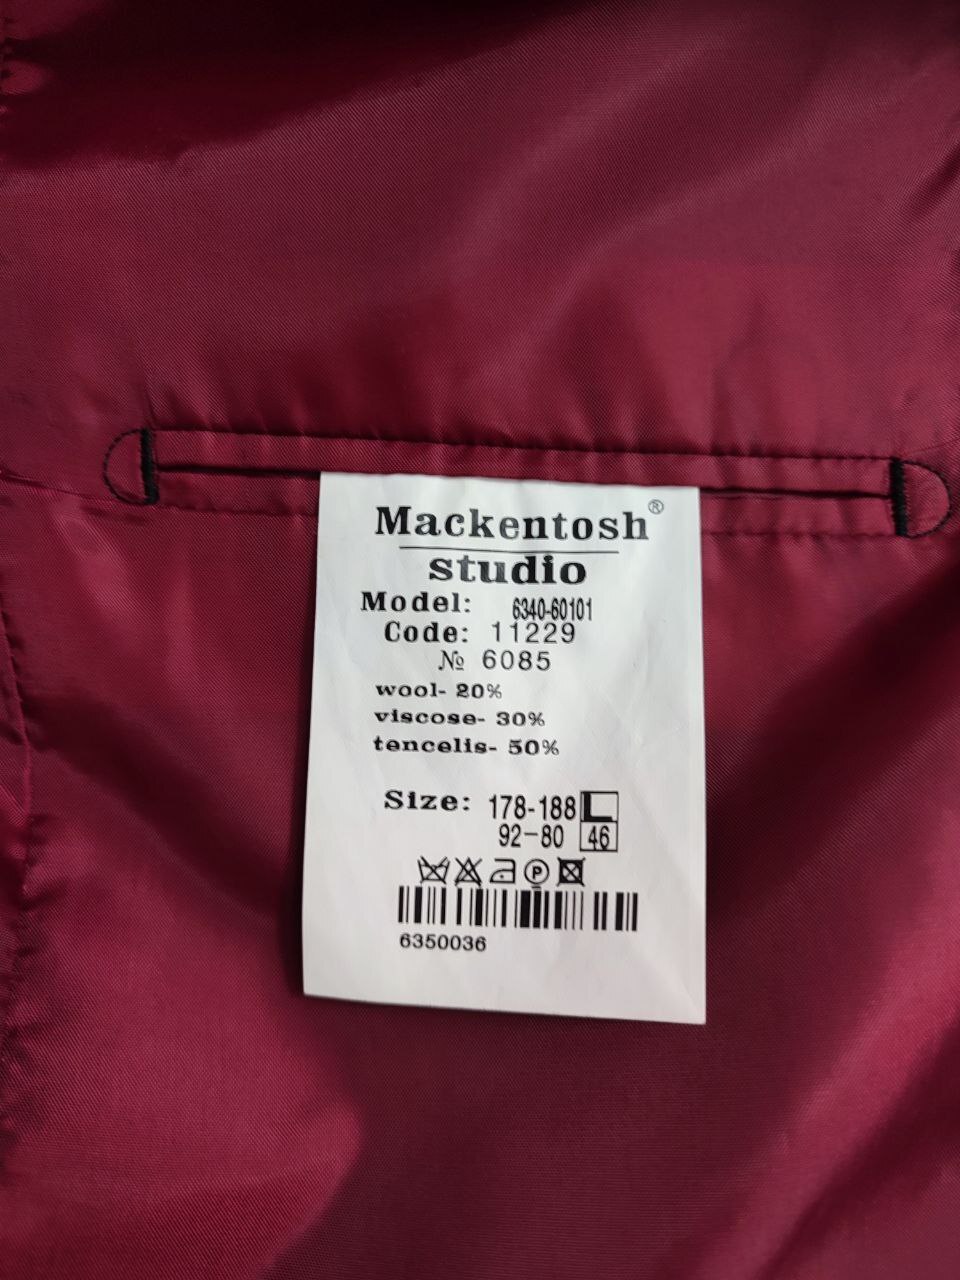 Mackentosh®
studio
Model: 6340-60101
Code: 11229
№ 6085
wool- 20%
viscose- 30%
tencelis- 50%
Size: 178-188 L
92-80 46
P
6350036